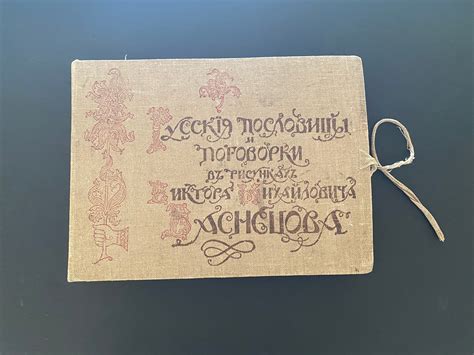 Русскія пословицы
и
поговорки
въ рисункахъ
Виктора Михайловича
Васнецова